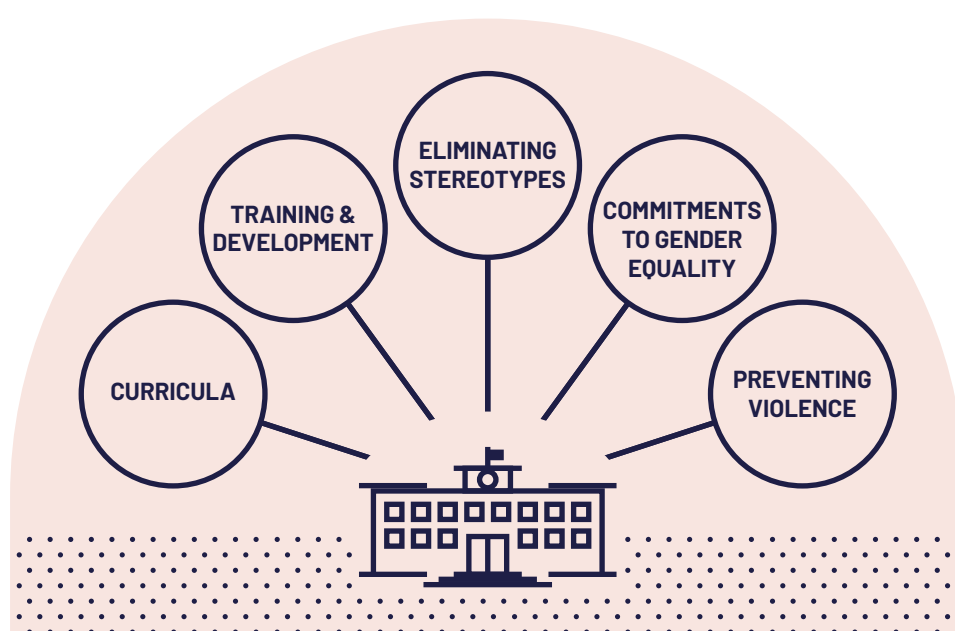 ELIMINATING
STEREOTYPES
TRAINING &
DEVELOPMENT
COMMITMENTS
TO GENDER
EQUALITY
CURRICULA
PREVENTING
VIOLENCE